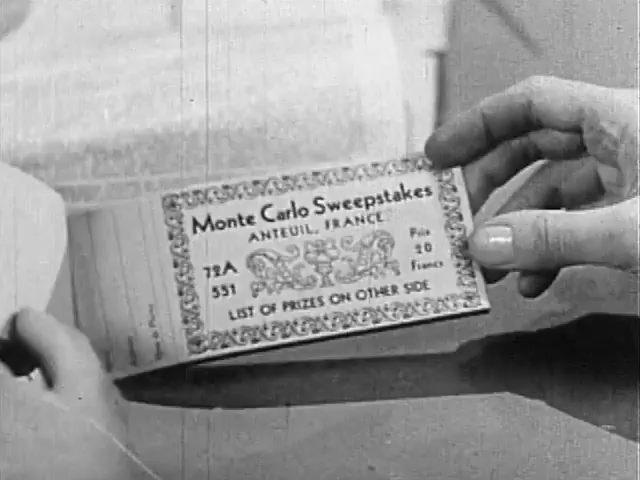 Monte Carlo Sweepstakes
ANTEUIL, FRANCE
72A
551
Prix
20
Francs
LIST OF PRIZES ON OTHER SIDE